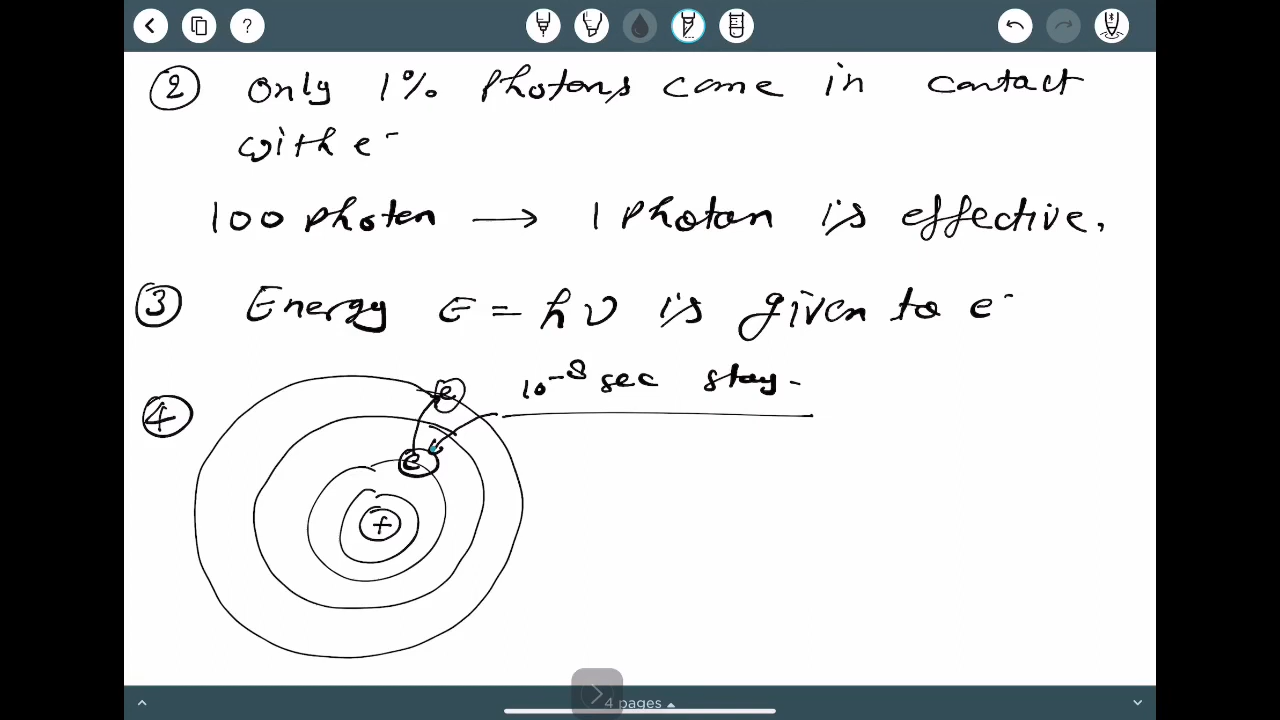 ?
② Only 1% Photons come in contact
with e⁻
100 Photon → 1 Photon is effective.
③ Energy E = hν is given to e⁻
④ 10⁻⁸ sec stay -
e
e
+
4 pages